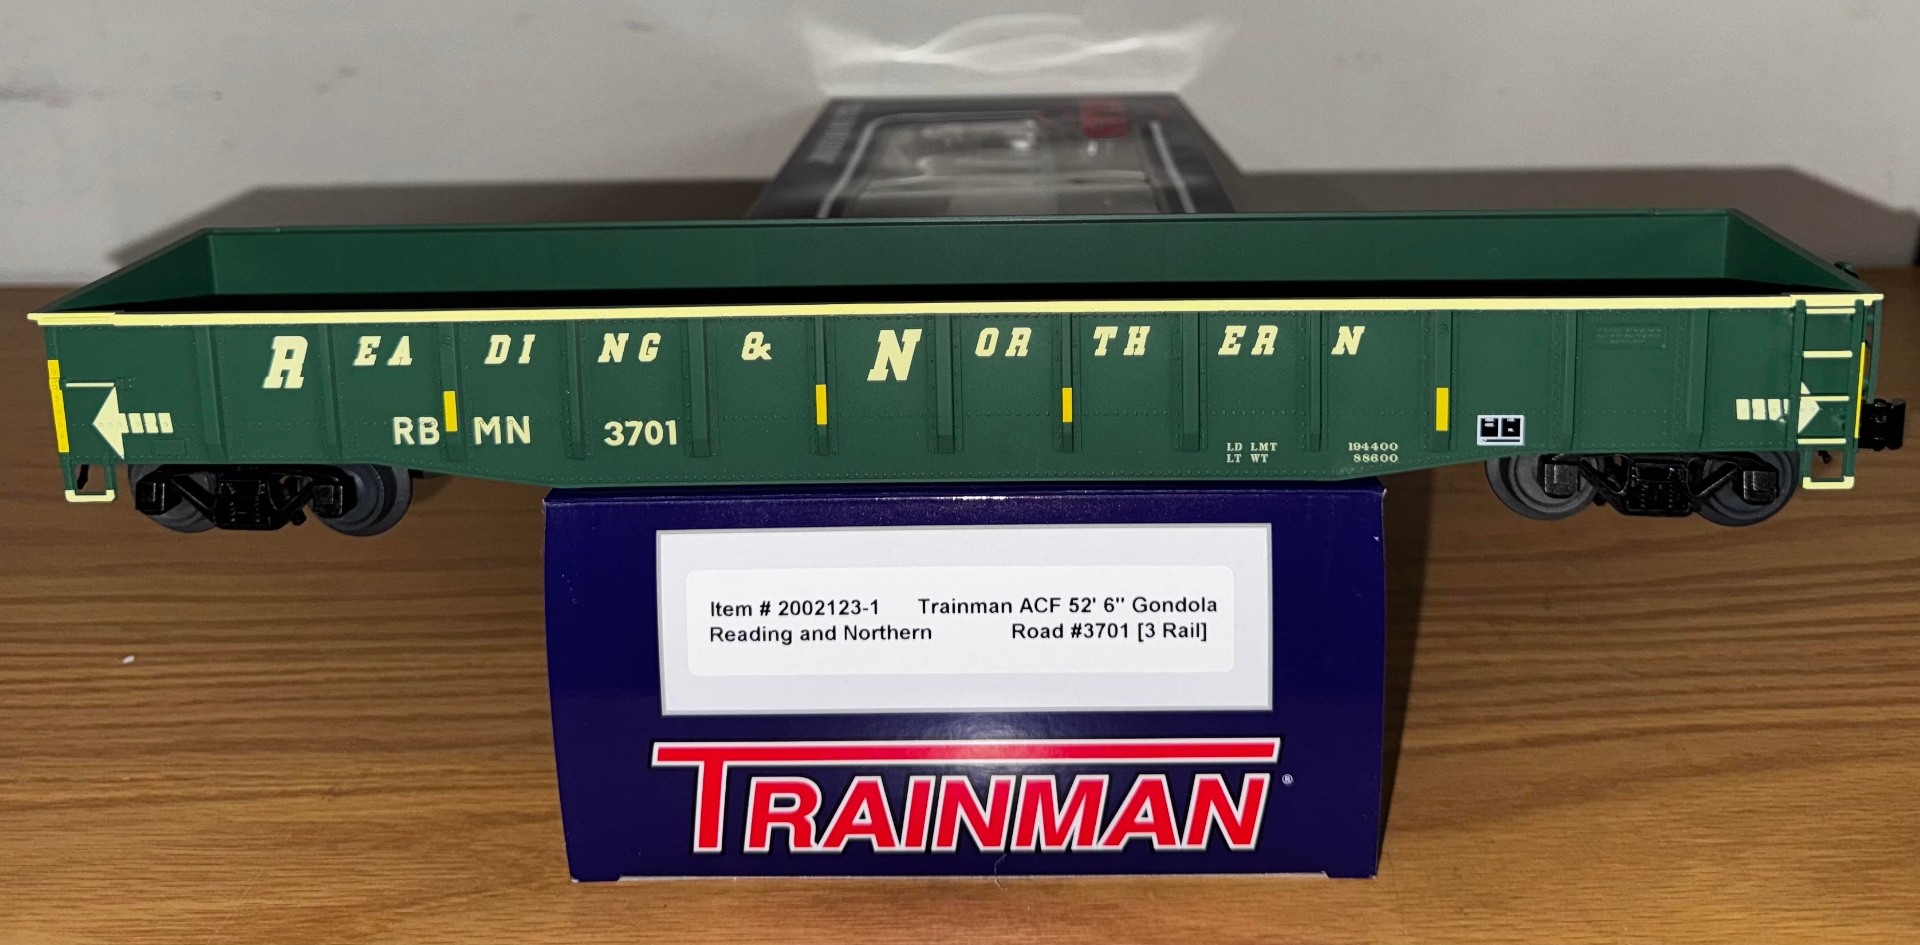 READING & NORTHERN
RBMN 3701
LD LMT 194400
LT WT 88600
Item # 2002123-1 Trainman ACF 52' 6" Gondola
Reading and Northern Road #3701 [3 Rail]
TRAINMAN®